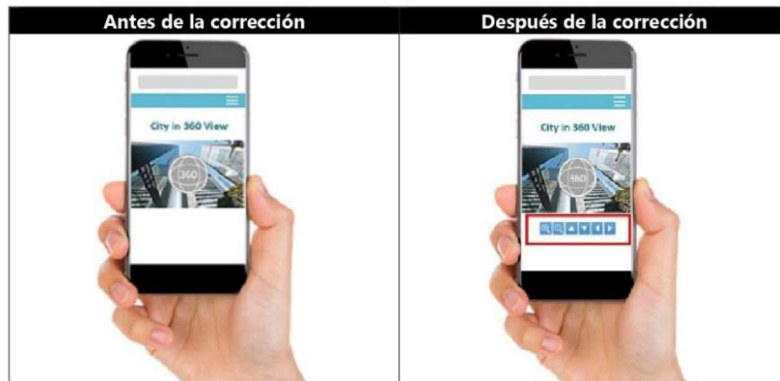 Antes de la corrección
Después de la corrección
City in 360 View
360
City in 360 View
360